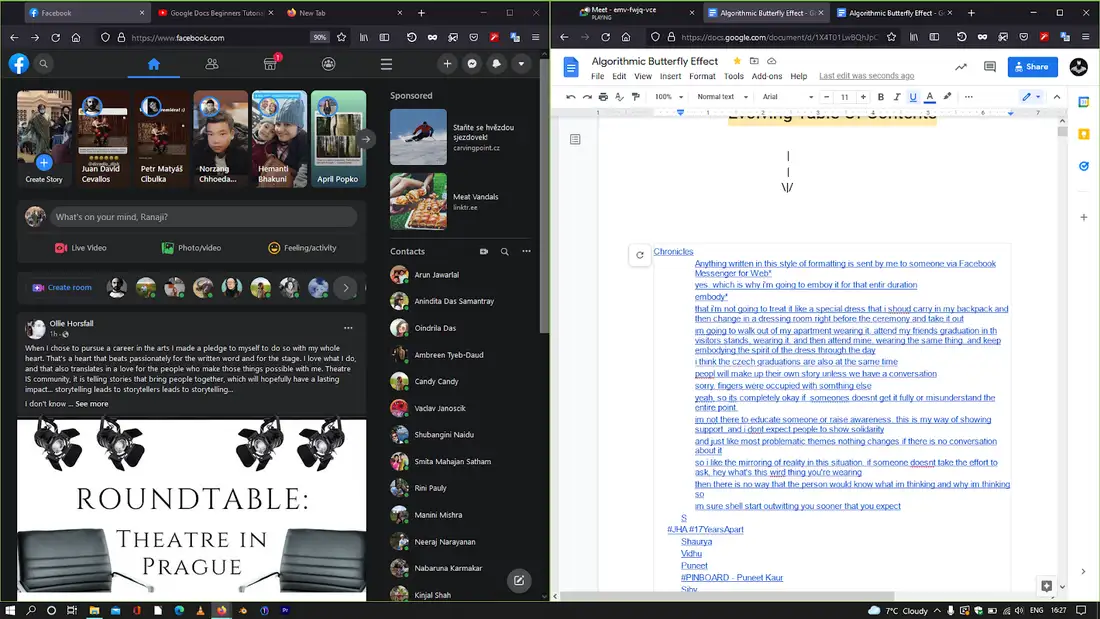 Facebook
Google Docs Beginners Tutorial
New Tab
https://www.facebook.com
90%
1
Create Story
Juan David
Cevallos
Petr Matyáš
Cibulka
Norzang
Chhoeda...
Hemanti
Bhakuni
April Popko
What's on your mind, Ranaji?
Live Video
Photo/video
Feeling/activity
Create room
Ollie Horsfall
1h
When I chose to pursue a career in the arts I made a pledge to myself to do so with my whole
heart. That's a heart that beats passionately for the written word and for the stage. I love what I do,
and that also translates in a love for the people who make those things possible with me. Theatre
IS community, it is telling stories that bring people together, which will hopefully have a lasting
impact... storytelling leads to storytellers leads to storytelling...
I don't know ... See more
ROUNDTABLE:
THEATRE IN
PRAGUE
Sponsored
Staňte se hvězdou
sjezdovek!
carvingpoint.cz
Meat Vandals
linktr.ee
Contacts
Arun Jawarlal
Anindita Das Samantray
Oindrila Das
Ambreen Tyeb-Daud
Candy Candy
Vaclav Janoscik
Shubangini Naidu
Smita Mahajan Satham
Rini Pauly
Manini Mishra
Neeraj Narayanan
Nabaruna Karmakar
Kinjal Shah
Meet - emv-fwjq-vce
PLAYING
Algorithmic Butterfly Effect - G
Algorithmic Butterfly Effect - G
https://docs.google.com/document/d/1X4T01LwBQhJpC
Algorithmic Butterfly Effect
File Edit View Insert Format Tools Add-ons Help Last edit was seconds ago
Share
100% Normal text Arial 11 B I U A
1 1 2 3 4 5 6 7
Evolving Table Of Contents
|
|
\|/
Chronicles
Anything written in this style of formatting is sent by me to someone via Facebook
Messenger for Web*
yes. which is why i'm going to emboy it for that entir duration
embody*
that i'm not going to treat it like a special dress that i shoud carry in my backpack and
then change in a dressing room right before the ceremony and take it out
im going to walk out of my apartment wearing it, attend my friends graduation in th
visitors stands, wearing it. and then attend mine, wearing the same thing, and keep
embodying the spirit of the dress through the day
i think the czech graduations are also at the same time
peopl will make up their own story unless we have a conversation
sorry, fingers were occupied with somthing else
yeah, so its completely okay if someones doesnt get it fully or misunderstand the
entire point.
im not there to educate someone or raise awareness, this is my way of showing
support, and i dont expect people to show solidarity
and just like most problematic themes nothing changes if there is no conversation
about it
so i like the mirroring of reality in this situation. if someone doesnt take the effort to
ask, hey what's this wird thing you're wearing
then there is no way that the person would know what im thinking and why im thinking
so
im sure shell start outwitting you sooner that you expect
S
#JHA #17YearsApart
Shaurya
Vidhu
Puneet
#PINBOARD - Puneet Kaur
Siby
7°C Cloudy
ENG
16:27